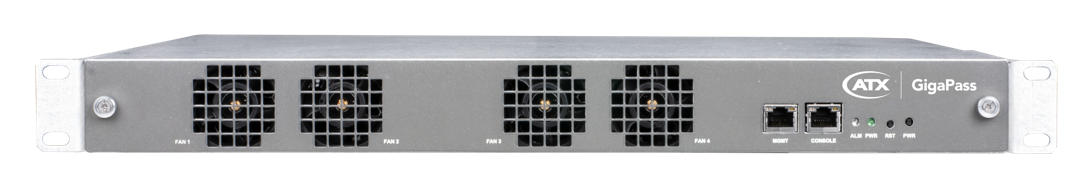 ATX GigaPass
FAN 1
FAN 2
FAN 3
FAN 4
MGMT
CONSOLE
ALM PWR RST PWR